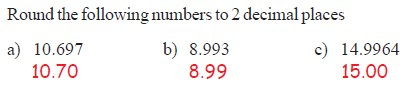 Round the following numbers to 2 decimal places
a) 10.697 b) 8.993 c) 14.9964
10.70 8.99 15.00